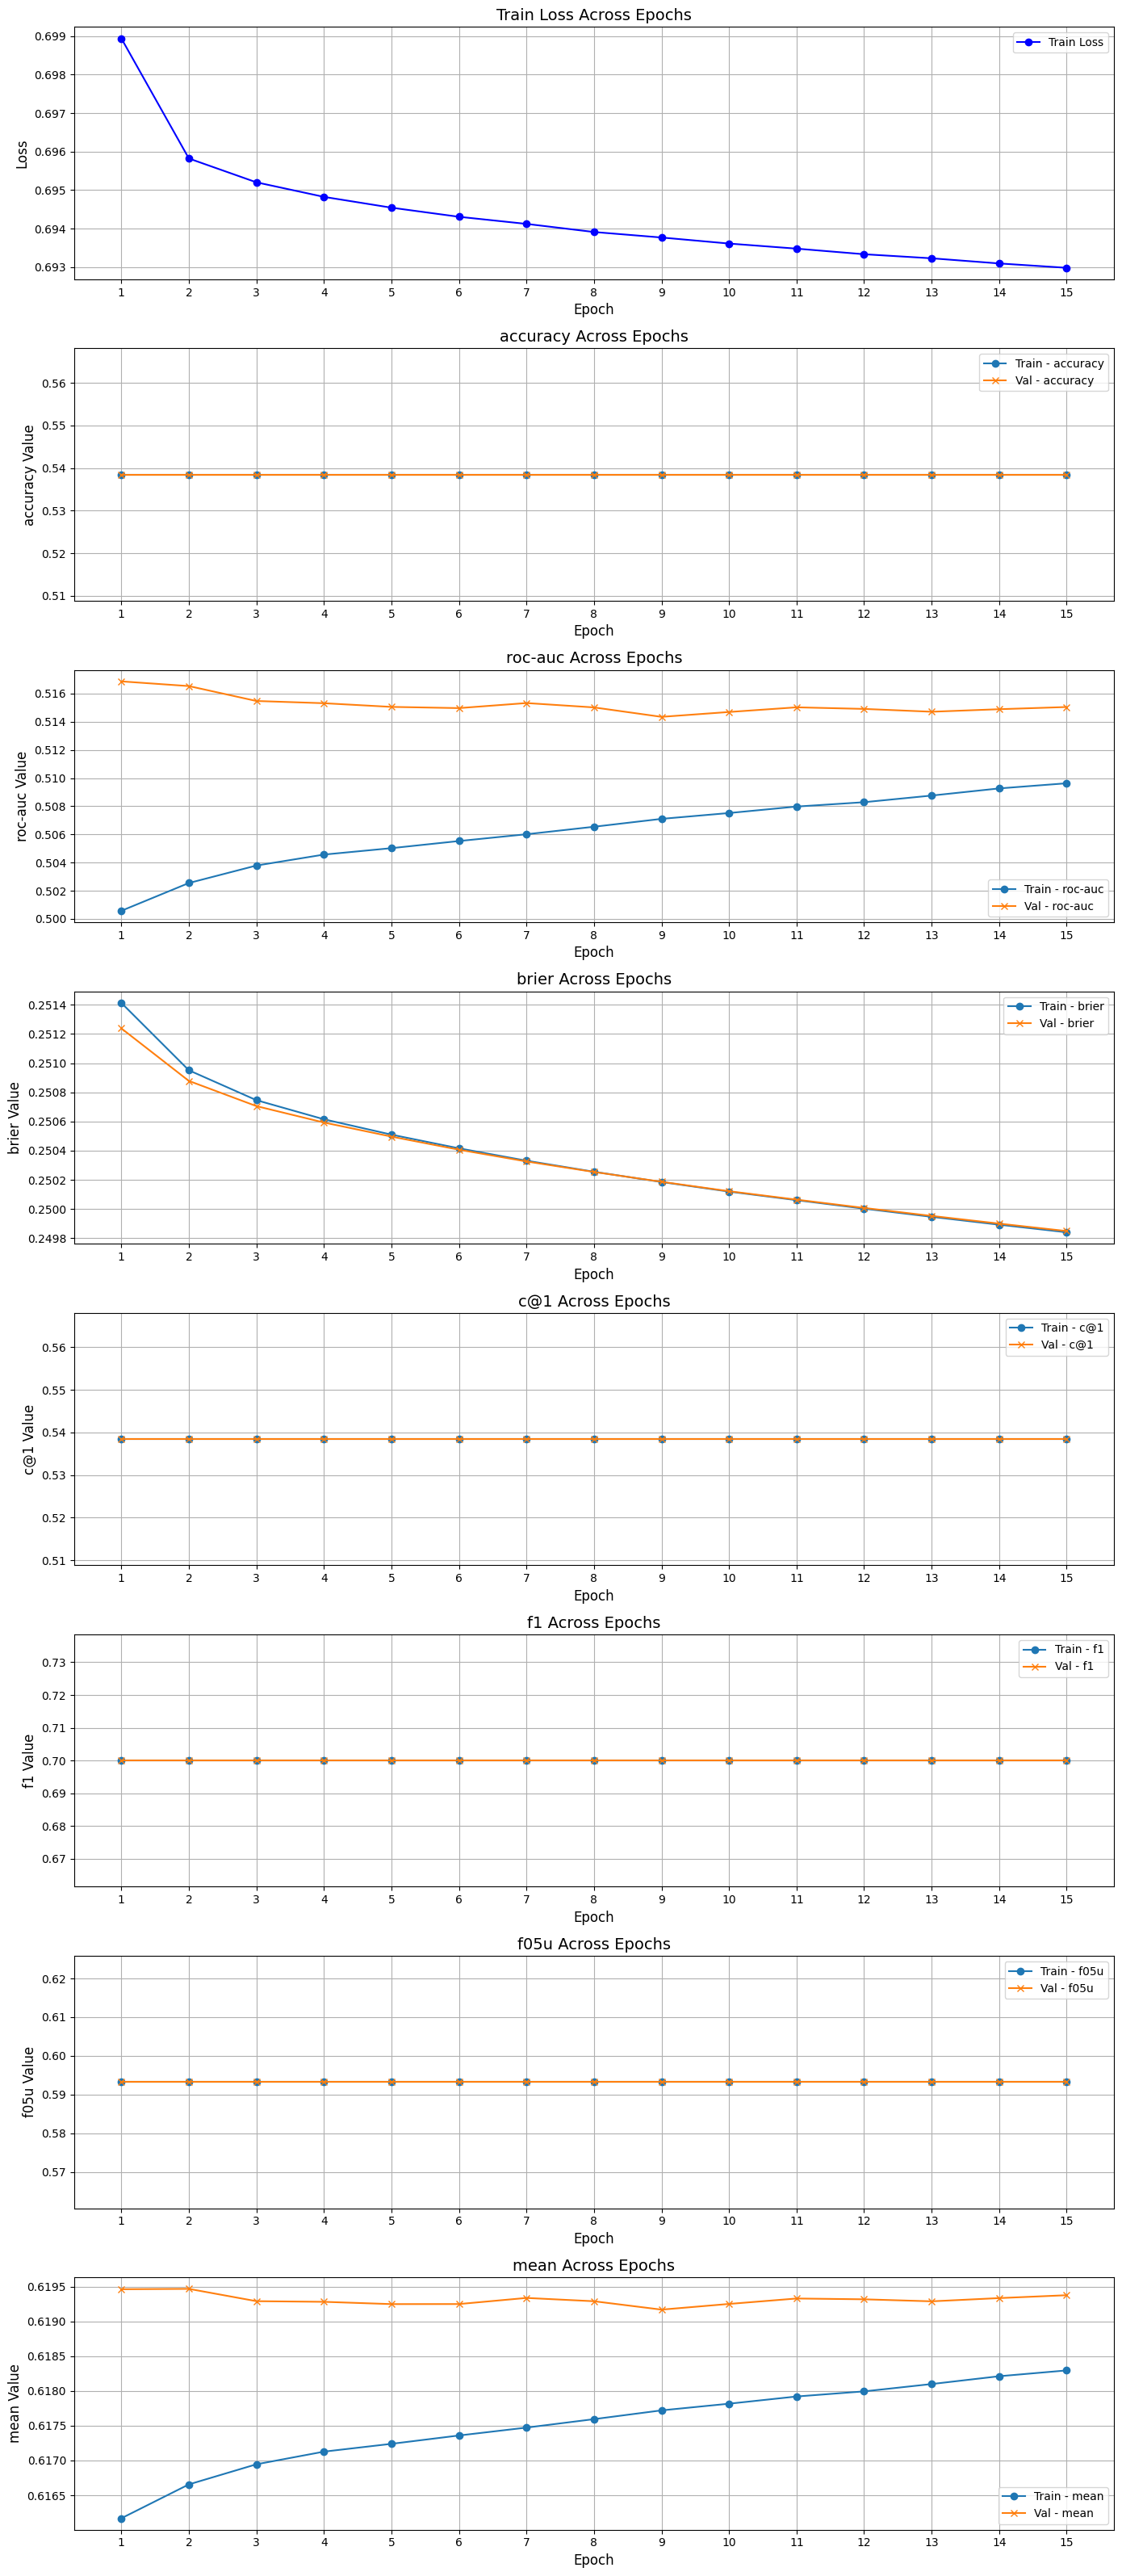 Train Loss Across Epochs
Loss
0.699
0.698
0.697
0.696
0.695
0.694
0.693
Train Loss
1 2 3 4 5 6 7 8 9 10 11 12 13 14 15
Epoch
accuracy Across Epochs
accuracy Value
0.56
0.55
0.54
0.53
0.52
0.51
Train - accuracy
Val - accuracy
1 2 3 4 5 6 7 8 9 10 11 12 13 14 15
Epoch
roc-auc Across Epochs
roc-auc Value
0.516
0.514
0.512
0.510
0.508
0.506
0.504
0.502
0.500
Train - roc-auc
Val - roc-auc
1 2 3 4 5 6 7 8 9 10 11 12 13 14 15
Epoch
brier Across Epochs
brier Value
0.2514
0.2512
0.2510
0.2508
0.2506
0.2504
0.2502
0.2500
0.2498
Train - brier
Val - brier
1 2 3 4 5 6 7 8 9 10 11 12 13 14 15
Epoch
c@1 Across Epochs
c@1 Value
0.56
0.55
0.54
0.53
0.52
0.51
Train - c@1
Val - c@1
1 2 3 4 5 6 7 8 9 10 11 12 13 14 15
Epoch
f1 Across Epochs
f1 Value
0.73
0.72
0.71
0.70
0.69
0.68
0.67
Train - f1
Val - f1
1 2 3 4 5 6 7 8 9 10 11 12 13 14 15
Epoch
f05u Across Epochs
f05u Value
0.62
0.61
0.60
0.59
0.58
0.57
Train - f05u
Val - f05u
1 2 3 4 5 6 7 8 9 10 11 12 13 14 15
Epoch
mean Across Epochs
mean Value
0.6195
0.6190
0.6185
0.6180
0.6175
0.6170
0.6165
Train - mean
Val - mean
1 2 3 4 5 6 7 8 9 10 11 12 13 14 15
Epoch